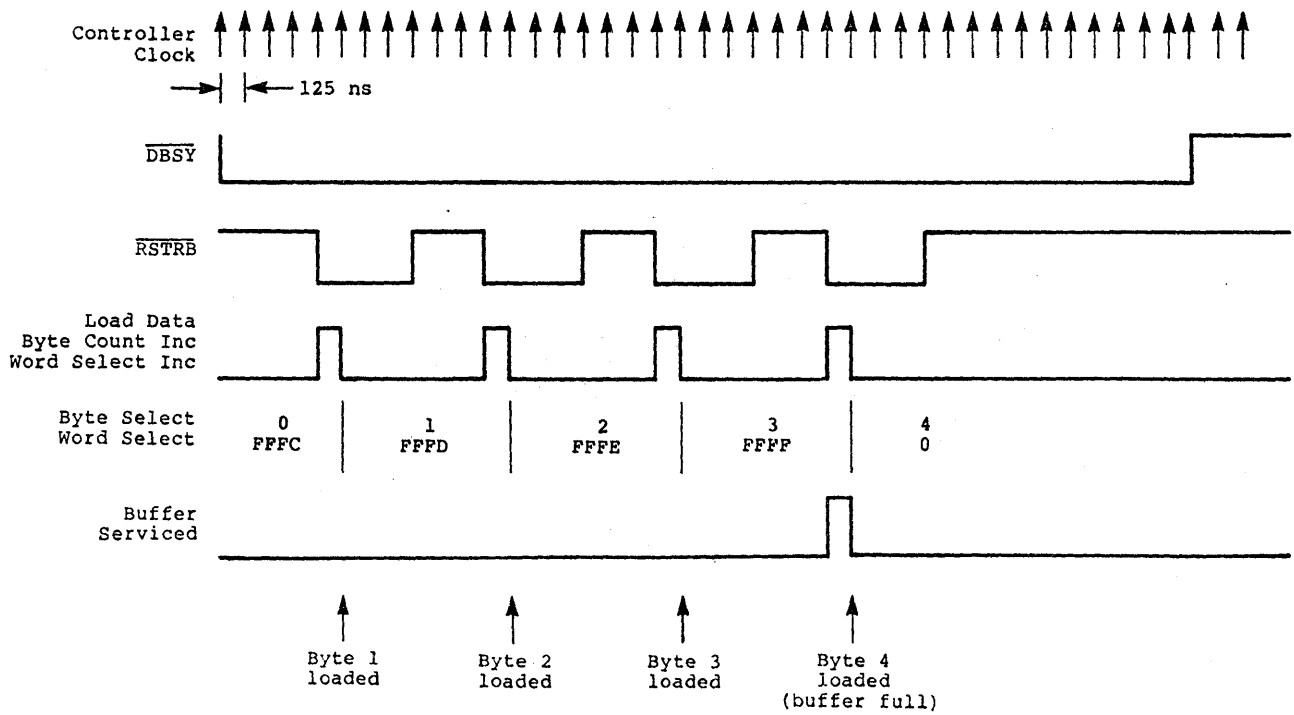 Controller
Clock
125 ns
DBSY
RSTRB
Load Data
Byte Count Inc
Word Select Inc
Byte Select
Word Select
0 1 2 3 4
FFFC FFFD FFFE FFFF 0
Buffer
Serviced
Byte 1
loaded
Byte 2
loaded
Byte 3
loaded
Byte 4
loaded
(buffer full)